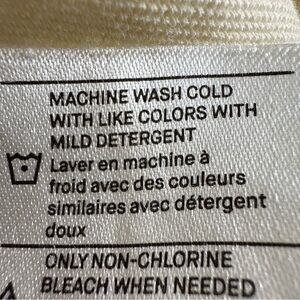 MACHINE WASH COLD
WITH LIKE COLORS WITH
MILD DETERGENT
Laver en machine à
froid avec des couleurs
similaires avec détergent
doux
ONLY NON-CHLORINE
BLEACH WHEN NEEDED